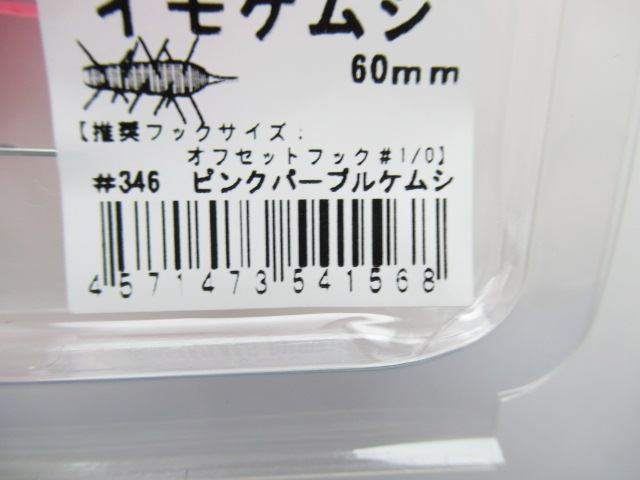 イモケムシ
60mm
【推奨フックサイズ:
オフセットフック#1/0】
#346 ピンクパープルケムシ
4571473541568